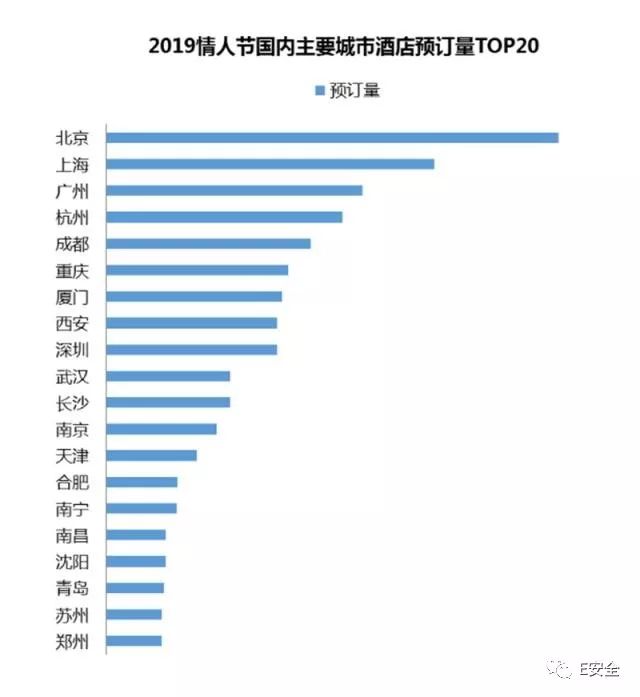 2019情人节国内主要城市酒店预订量TOP20
预订量
北京
上海
广州
杭州
成都
重庆
厦门
西安
深圳
武汉
长沙
南京
天津
合肥
南宁
南昌
沈阳
青岛
苏州
郑州
E安全